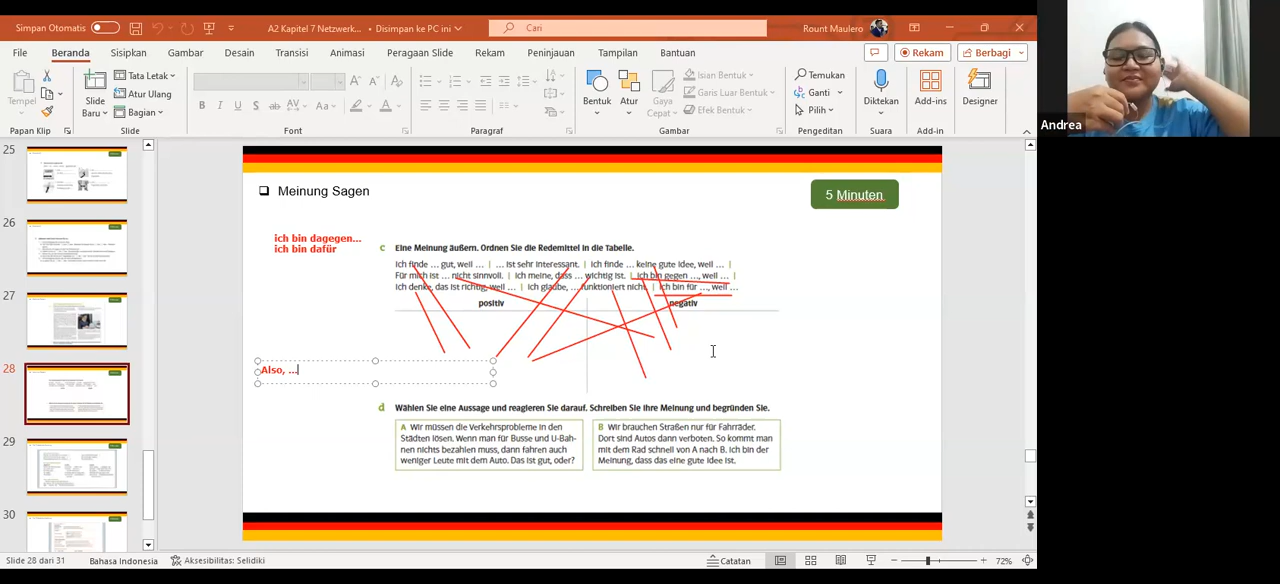 Simpan Otomatis
A2 Kapitel 7 Netzwerk... • Disimpan ke PC ini
Cari
Rount Maulero
File Beranda Sisipkan Gambar Desain Transisi Animasi Peragaan Slide Rekam Peninjauan Tampilan Bantuan
Rekam
Berbagi
Tempel
Slide Baru
Tata Letak
Atur Ulang
Bagian
Bentuk
Atur
Gaya Cepat
Isian Bentuk
Garis Luar Bentuk
Efek Bentuk
Temukan
Ganti
Pilih
Diktekan
Add-ins
Designer
Papan Klip
Slide
Font
Paragraf
Gambar
Pengeditan
Suara
Add-in
Andrea
25
26
27
28
29
30
Meinung Sagen
5 Minuten
ich bin dagegen...
ich bin dafür
c Eine Meinung äußern. Ordnen Sie die Redemittel in die Tabelle.
Ich finde ... gut, weil ... | ... ist sehr interessant. | Ich finde ... keine gute Idee, weil ... |
Für mich ist ... nicht sinnvoll. | Ich meine, dass ... wichtig ist. | Ich bin gegen ..., weil ... |
Ich denke, das ist richtig, weil ... | Ich glaube, ... funktioniert nicht. | Ich bin für ..., weil ...
positiv
negativ
Also, ...
d Wählen Sie eine Aussage und reagieren Sie darauf. Schreiben Sie Ihre Meinung und begründen Sie.
A Wir müssen die Verkehrsprobleme in den
Städten lösen. Wenn man für Busse und U-Bah-
nen nichts bezahlen muss, dann fahren auch
weniger Leute mit dem Auto. Das ist gut, oder?
B Wir brauchen Straßen nur für Fahrräder.
Dort sind Autos dann verboten. So kommt man
mit dem Rad schnell von A nach B. Ich bin der
Meinung, dass das eine gute Idee ist.
Slide 28 dari 31
Bahasa Indonesia
Aksesibilitas: Selidiki
Catatan
72%